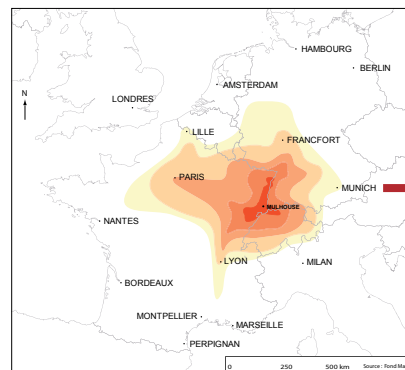 HAMBOURG
BERLIN
AMSTERDAM
N
LONDRES
LILLE
FRANCFORT
PARIS
MUNICH
MULHOUSE
NANTES
LYON
MILAN
BORDEAUX
MONTPELLIER
MARSEILLE
PERPIGNAN
0 250 500 km Source : Fond Ma